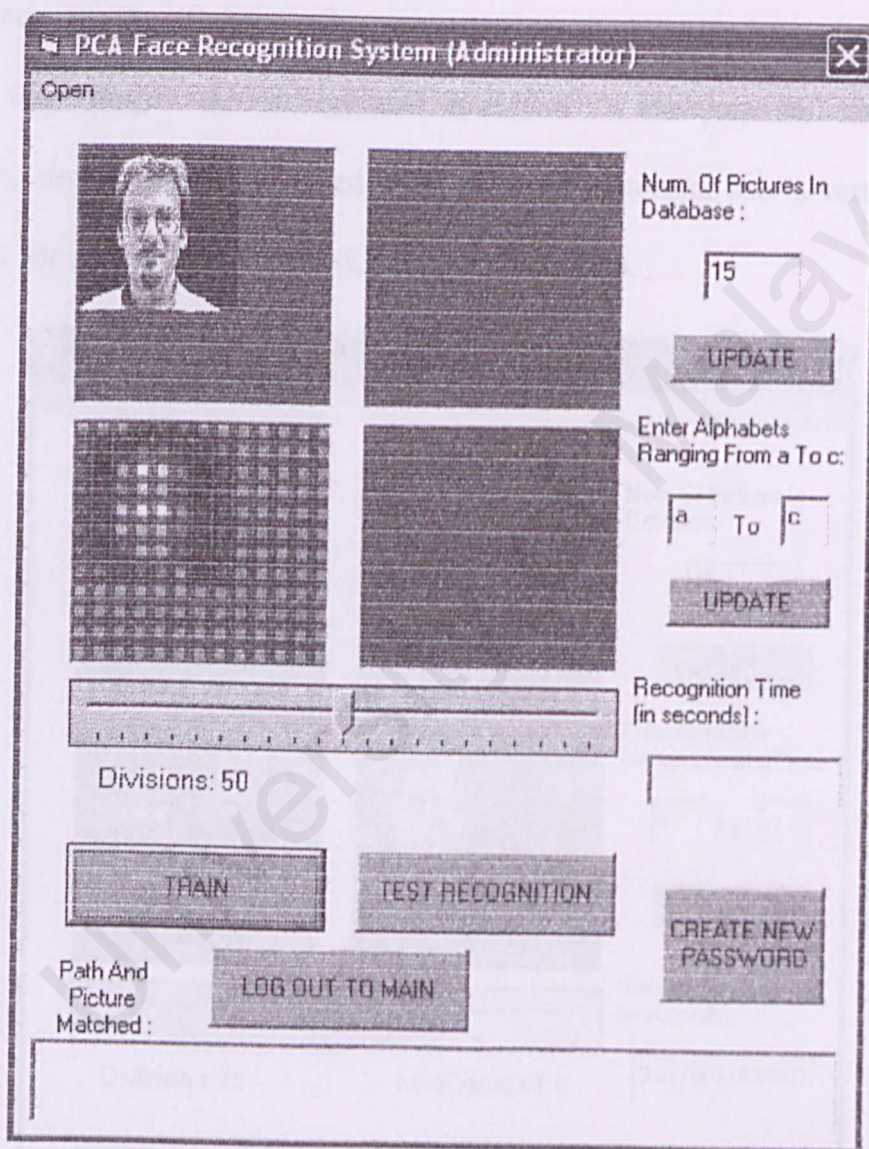 PCA Face Recognition System (Administrator)
Open
Num. Of Pictures In
Database :
15
UPDATE
Enter Alphabets
Ranging From a To c:
a To c
UPDATE
Recognition Time
(in seconds) :
Divisions: 50
TRAIN
TEST RECOGNITION
CREATE NEW
PASSWORD
LOG OUT TO MAIN
Path And
Picture
Matched :
University Malay